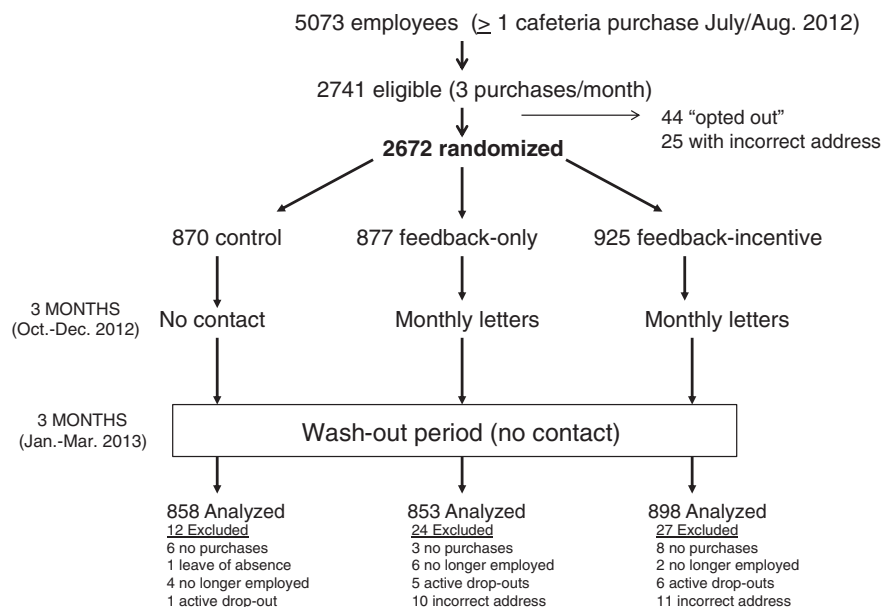 5073 employees (≥ 1 cafeteria purchase July/Aug. 2012)
2741 eligible (3 purchases/month)
44 “opted out”
25 with incorrect address
2672 randomized
870 control
877 feedback-only
925 feedback-incentive
3 MONTHS
(Oct.-Dec. 2012)
No contact
Monthly letters
Monthly letters
3 MONTHS
(Jan.-Mar. 2013)
Wash-out period (no contact)
858 Analyzed
12 Excluded
6 no purchases
1 leave of absence
4 no longer employed
1 active drop-out
853 Analyzed
24 Excluded
3 no purchases
6 no longer employed
5 active drop-outs
10 incorrect address
898 Analyzed
27 Excluded
8 no purchases
2 no longer employed
6 active drop-outs
11 incorrect address